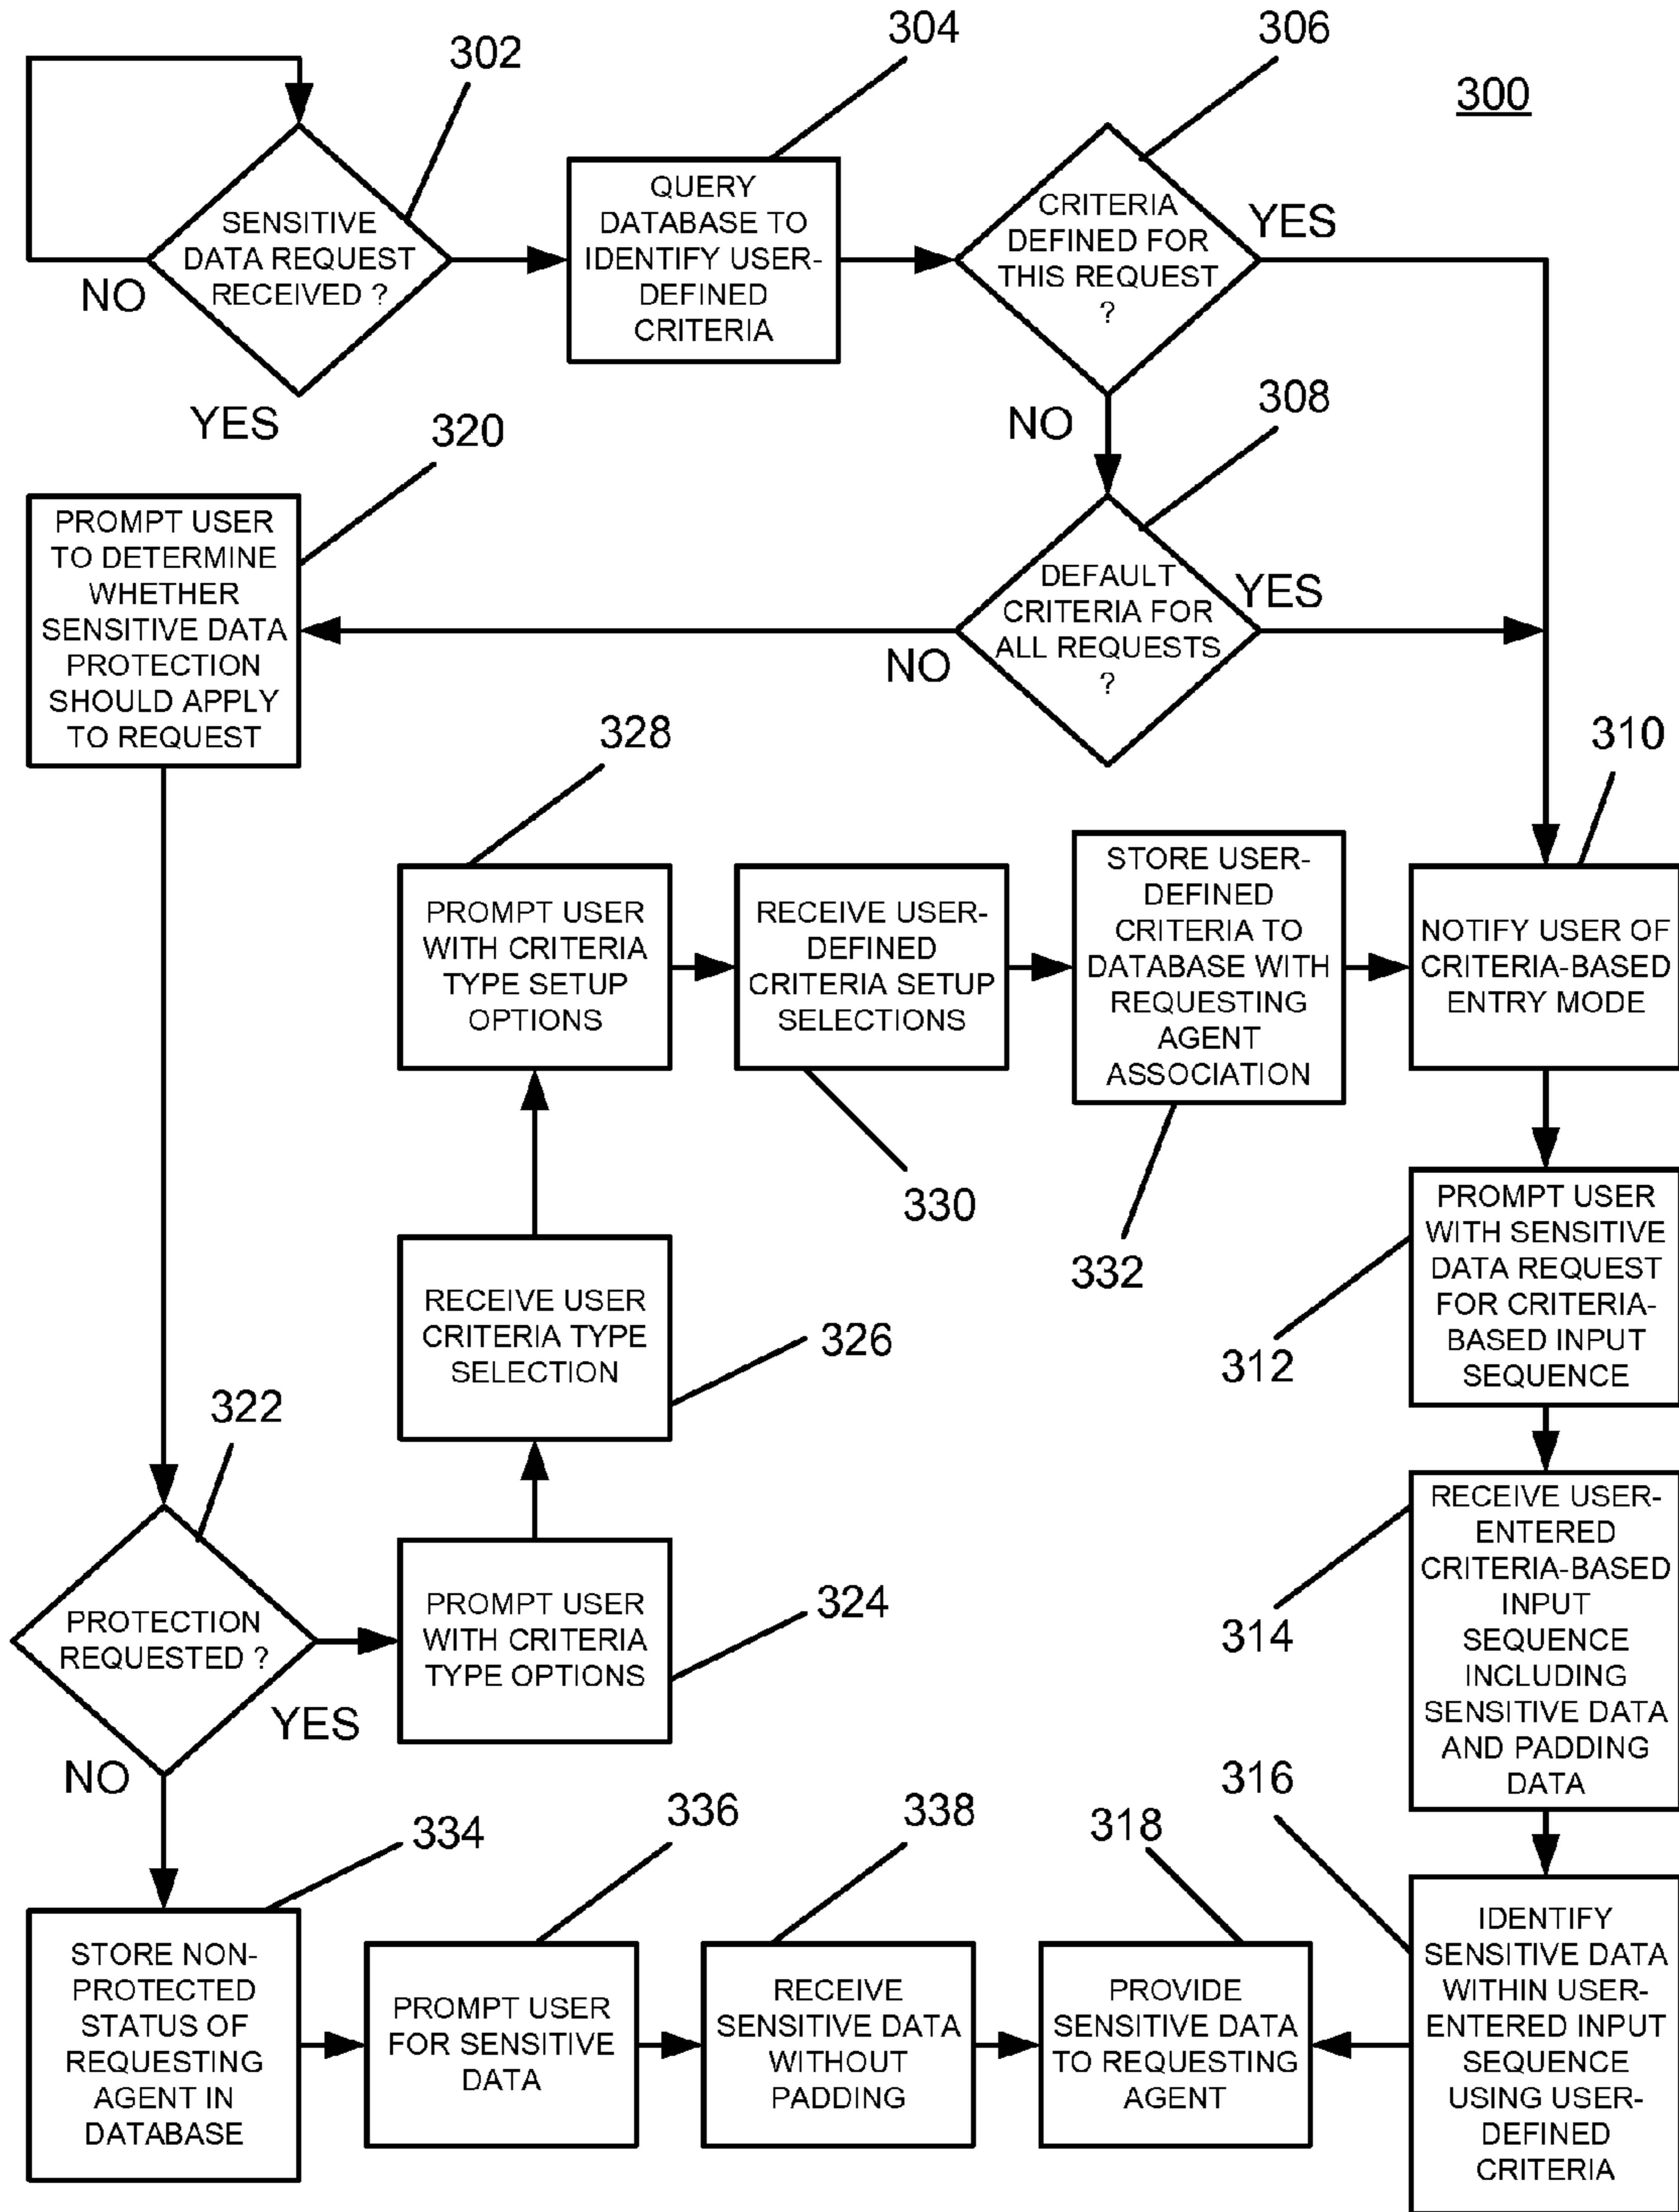 300
302
SENSITIVE
DATA REQUEST
RECEIVED ?
NO
YES
304
QUERY
DATABASE TO
IDENTIFY USER-
DEFINED
CRITERIA
306
CRITERIA
DEFINED FOR
THIS REQUEST
?
YES
NO
308
DEFAULT
CRITERIA FOR
ALL REQUESTS
?
YES
NO
320
PROMPT USER
TO DETERMINE
WHETHER
SENSITIVE DATA
PROTECTION
SHOULD APPLY
TO REQUEST
328
PROMPT USER
WITH CRITERIA
TYPE SETUP
OPTIONS
RECEIVE USER-
DEFINED
CRITERIA SETUP
SELECTIONS
330
STORE USER-
DEFINED
CRITERIA TO
DATABASE WITH
REQUESTING
AGENT
ASSOCIATION
332
310
NOTIFY USER OF
CRITERIA-BASED
ENTRY MODE
PROMPT USER
WITH SENSITIVE
DATA REQUEST
FOR CRITERIA-
BASED INPUT
SEQUENCE
312
RECEIVE USER
CRITERIA TYPE
SELECTION
326
322
PROTECTION
REQUESTED ?
YES
NO
PROMPT USER
WITH CRITERIA
TYPE OPTIONS
324
RECEIVE USER-
ENTERED
CRITERIA-BASED
INPUT
SEQUENCE
INCLUDING
SENSITIVE DATA
AND PADDING
DATA
314
334
STORE NON-
PROTECTED
STATUS OF
REQUESTING
AGENT IN
DATABASE
336
PROMPT USER
FOR SENSITIVE
DATA
338
RECEIVE
SENSITIVE DATA
WITHOUT
PADDING
318
PROVIDE
SENSITIVE DATA
TO REQUESTING
AGENT
316
IDENTIFY
SENSITIVE DATA
WITHIN USER-
ENTERED INPUT
SEQUENCE
USING USER-
DEFINED
CRITERIA